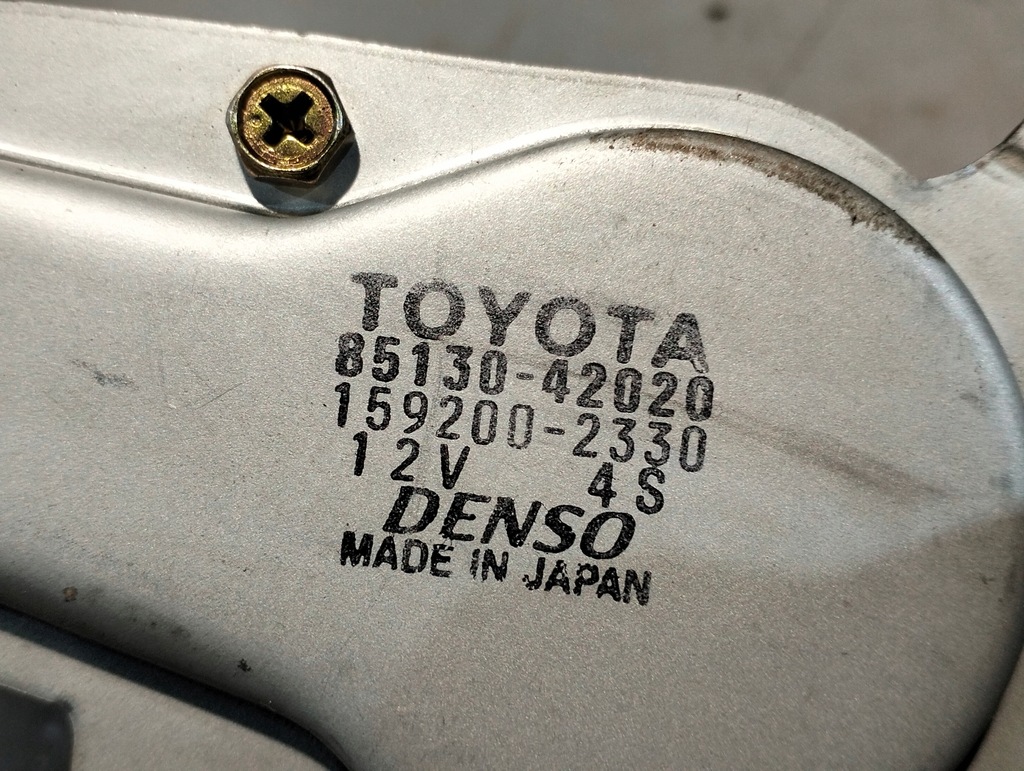 TOYOTA
85130-42020
159200-2330
12V 4S
DENSO
MADE IN JAPAN